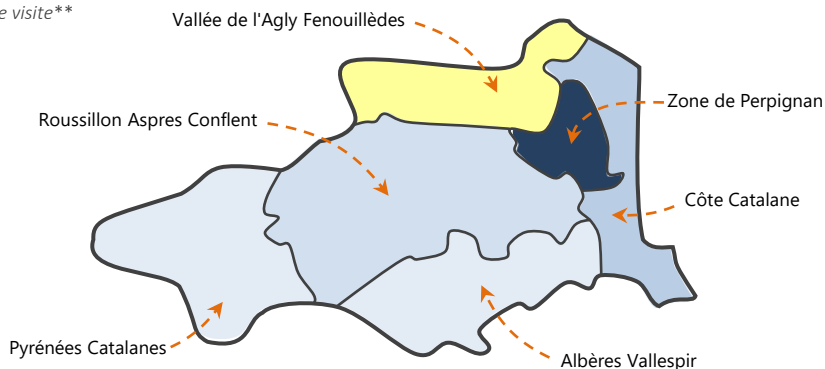 e visite**
Vallée de l'Agly Fenouillèdes
Zone de Perpignan
Roussillon Aspres Conflent
Côte Catalane
Pyrénées Catalanes
Albères Vallespir